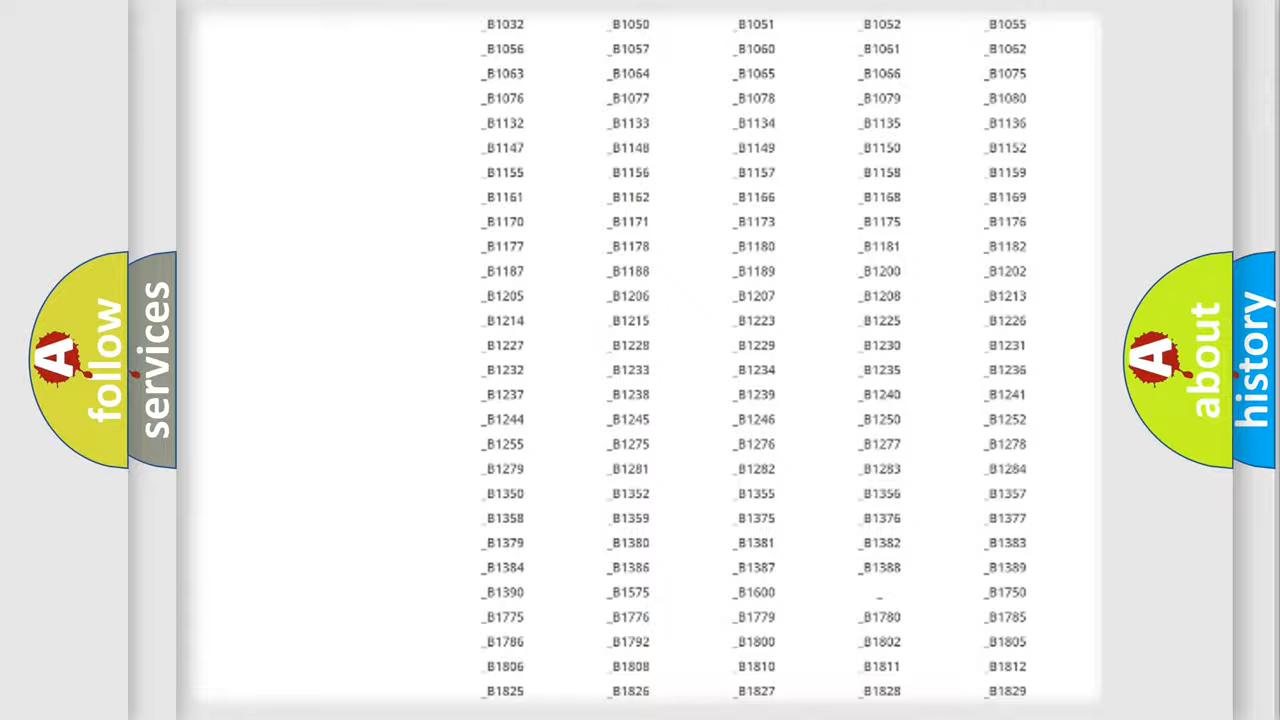 _B1032 _B1050 _B1051 _B1052 _B1055
_B1056 _B1057 _B1060 _B1061 _B1062
_B1063 _B1064 _B1065 _B1066 _B1075
_B1076 _B1077 _B1078 _B1079 _B1080
_B1132 _B1133 _B1134 _B1135 _B1136
_B1147 _B1148 _B1149 _B1150 _B1152
_B1155 _B1156 _B1157 _B1158 _B1159
_B1161 _B1162 _B1166 _B1168 _B1169
_B1170 _B1171 _B1173 _B1175 _B1176
_B1177 _B1178 _B1180 _B1181 _B1182
_B1187 _B1188 _B1189 _B1200 _B1202
_B1205 _B1206 _B1207 _B1208 _B1213
_B1214 _B1215 _B1223 _B1225 _B1226
_B1227 _B1228 _B1229 _B1230 _B1231
_B1232 _B1233 _B1234 _B1235 _B1236
_B1237 _B1238 _B1239 _B1240 _B1241
_B1244 _B1245 _B1246 _B1250 _B1252
_B1255 _B1275 _B1276 _B1277 _B1278
_B1279 _B1281 _B1282 _B1283 _B1284
_B1350 _B1352 _B1355 _B1356 _B1357
_B1358 _B1359 _B1375 _B1376 _B1377
_B1379 _B1380 _B1381 _B1382 _B1383
_B1384 _B1386 _B1387 _B1388 _B1389
_B1390 _B1575 _B1600 _ _B1750
_B1775 _B1776 _B1779 _B1780 _B1785
_B1786 _B1792 _B1800 _B1802 _B1805
_B1806 _B1808 _B1810 _B1811 _B1812
_B1825 _B1826 _B1827 _B1828 _B1829
A
follow
services
A
about
history